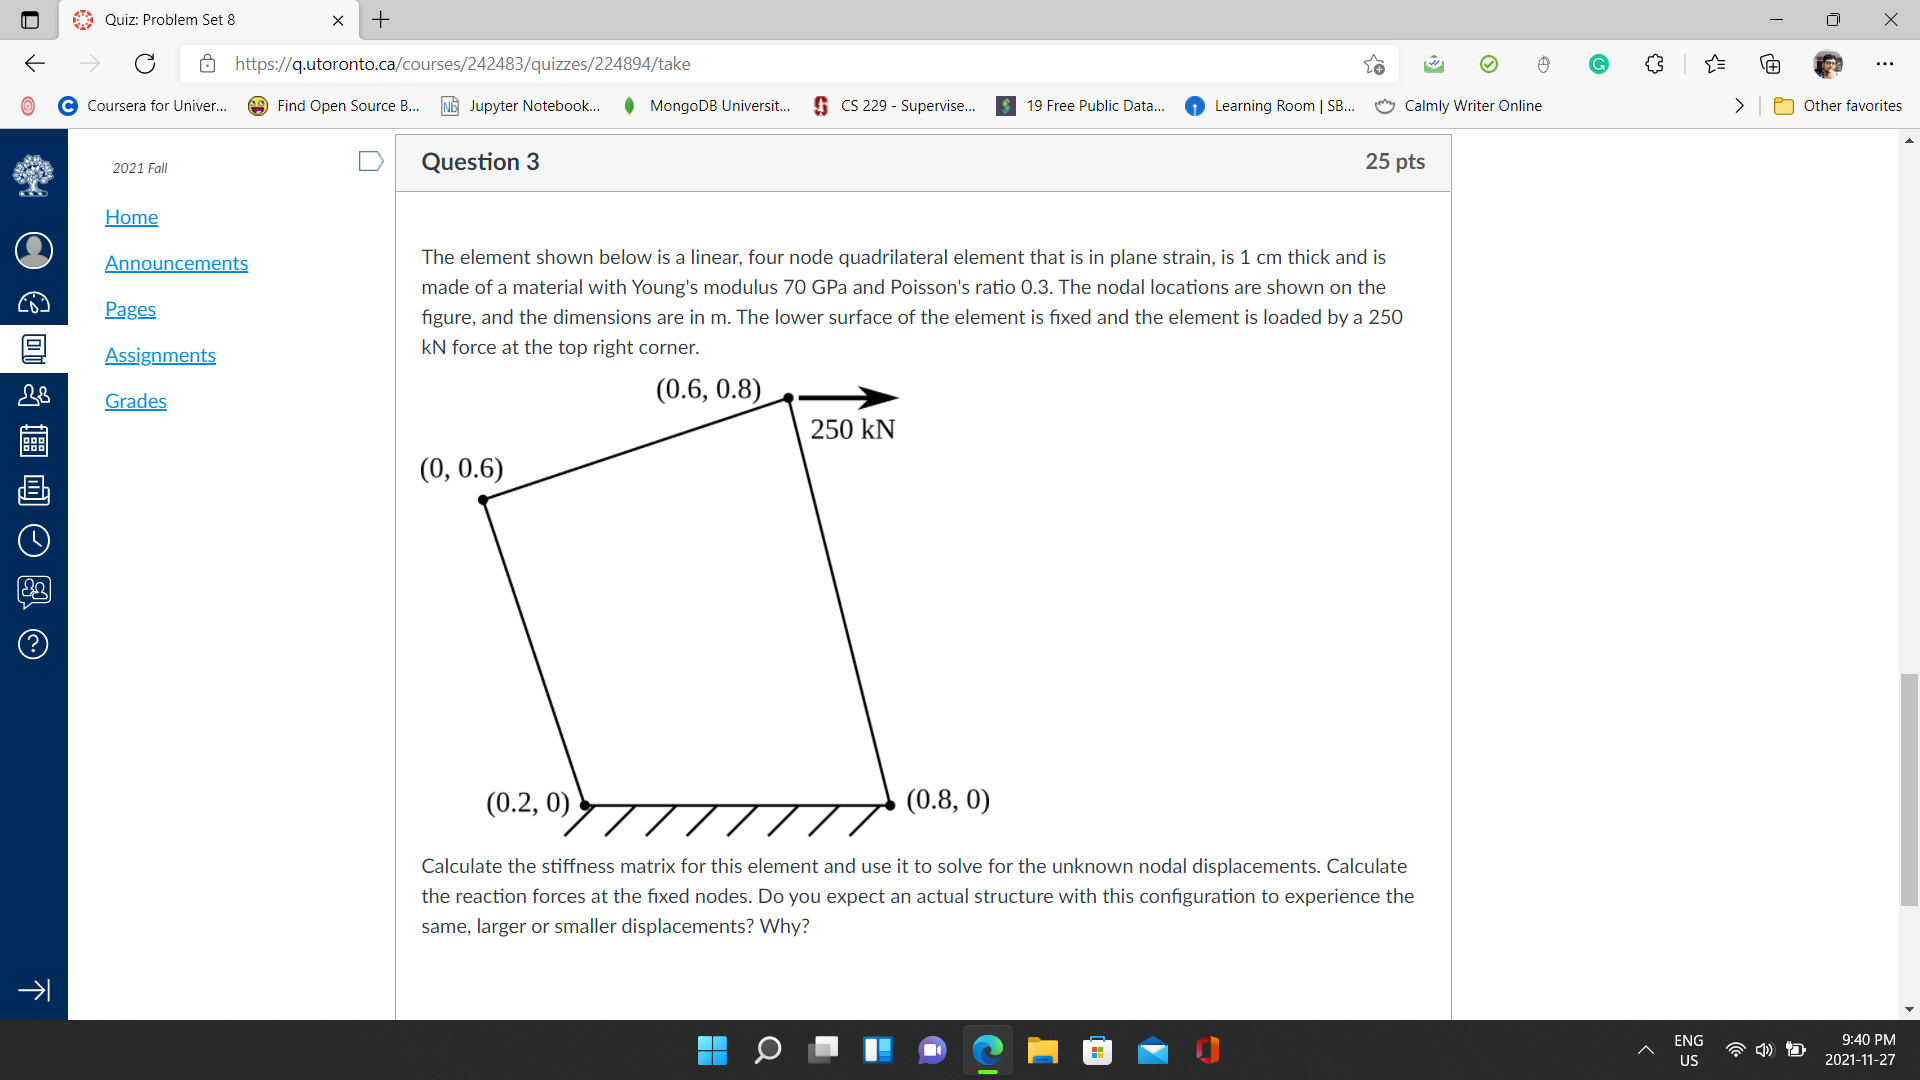 Quiz: Problem Set 8
https://q.utoronto.ca/courses/242483/quizzes/224894/take
Coursera for Univer... Find Open Source B... Nb Jupyter Notebook... MongoDB Universit... CS 229 - Supervise... 19 Free Public Data... Learning Room | SB... Calmly Writer Online Other favorites
2021 Fall
Home
Announcements
Pages
Assignments
Grades
Question 3 25 pts
The element shown below is a linear, four node quadrilateral element that is in plane strain, is 1 cm thick and is
made of a material with Young's modulus 70 GPa and Poisson's ratio 0.3. The nodal locations are shown on the
figure, and the dimensions are in m. The lower surface of the element is fixed and the element is loaded by a 250
kN force at the top right corner.
(0.6, 0.8)
250 kN
(0, 0.6)
(0.2, 0)
(0.8, 0)
Calculate the stiffness matrix for this element and use it to solve for the unknown nodal displacements. Calculate
the reaction forces at the fixed nodes. Do you expect an actual structure with this configuration to experience the
same, larger or smaller displacements? Why?
ENG
US
9:40 PM
2021-11-27